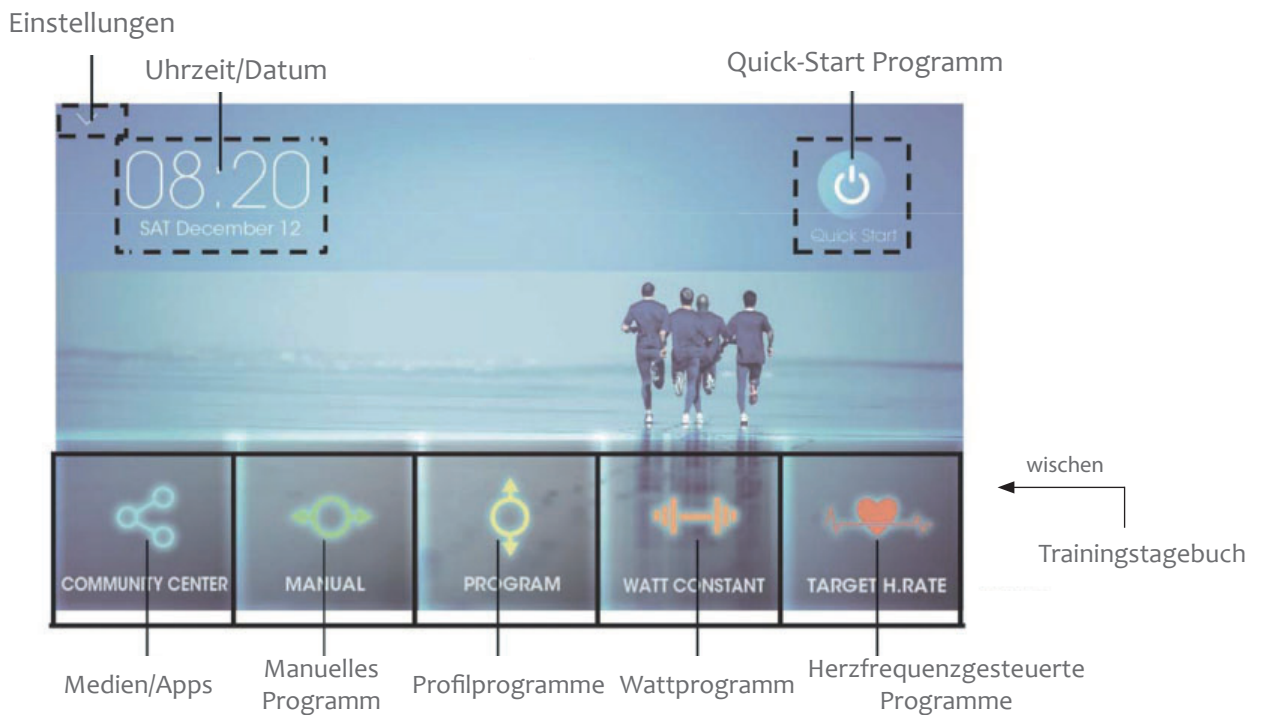 Einstellungen
Uhrzeit/Datum
Quick-Start Programm
08:20
SAT December 12
Quick Start
wischen
Trainingstagebuch
COMMUNITY CENTER
MANUAL
PROGRAM
WATT CONSTANT
TARGET H.RATE
Medien/Apps
Manuelles
Programm
Profilprogramme
Wattprogramm
Herzfrequenzgesteuerte
Programme